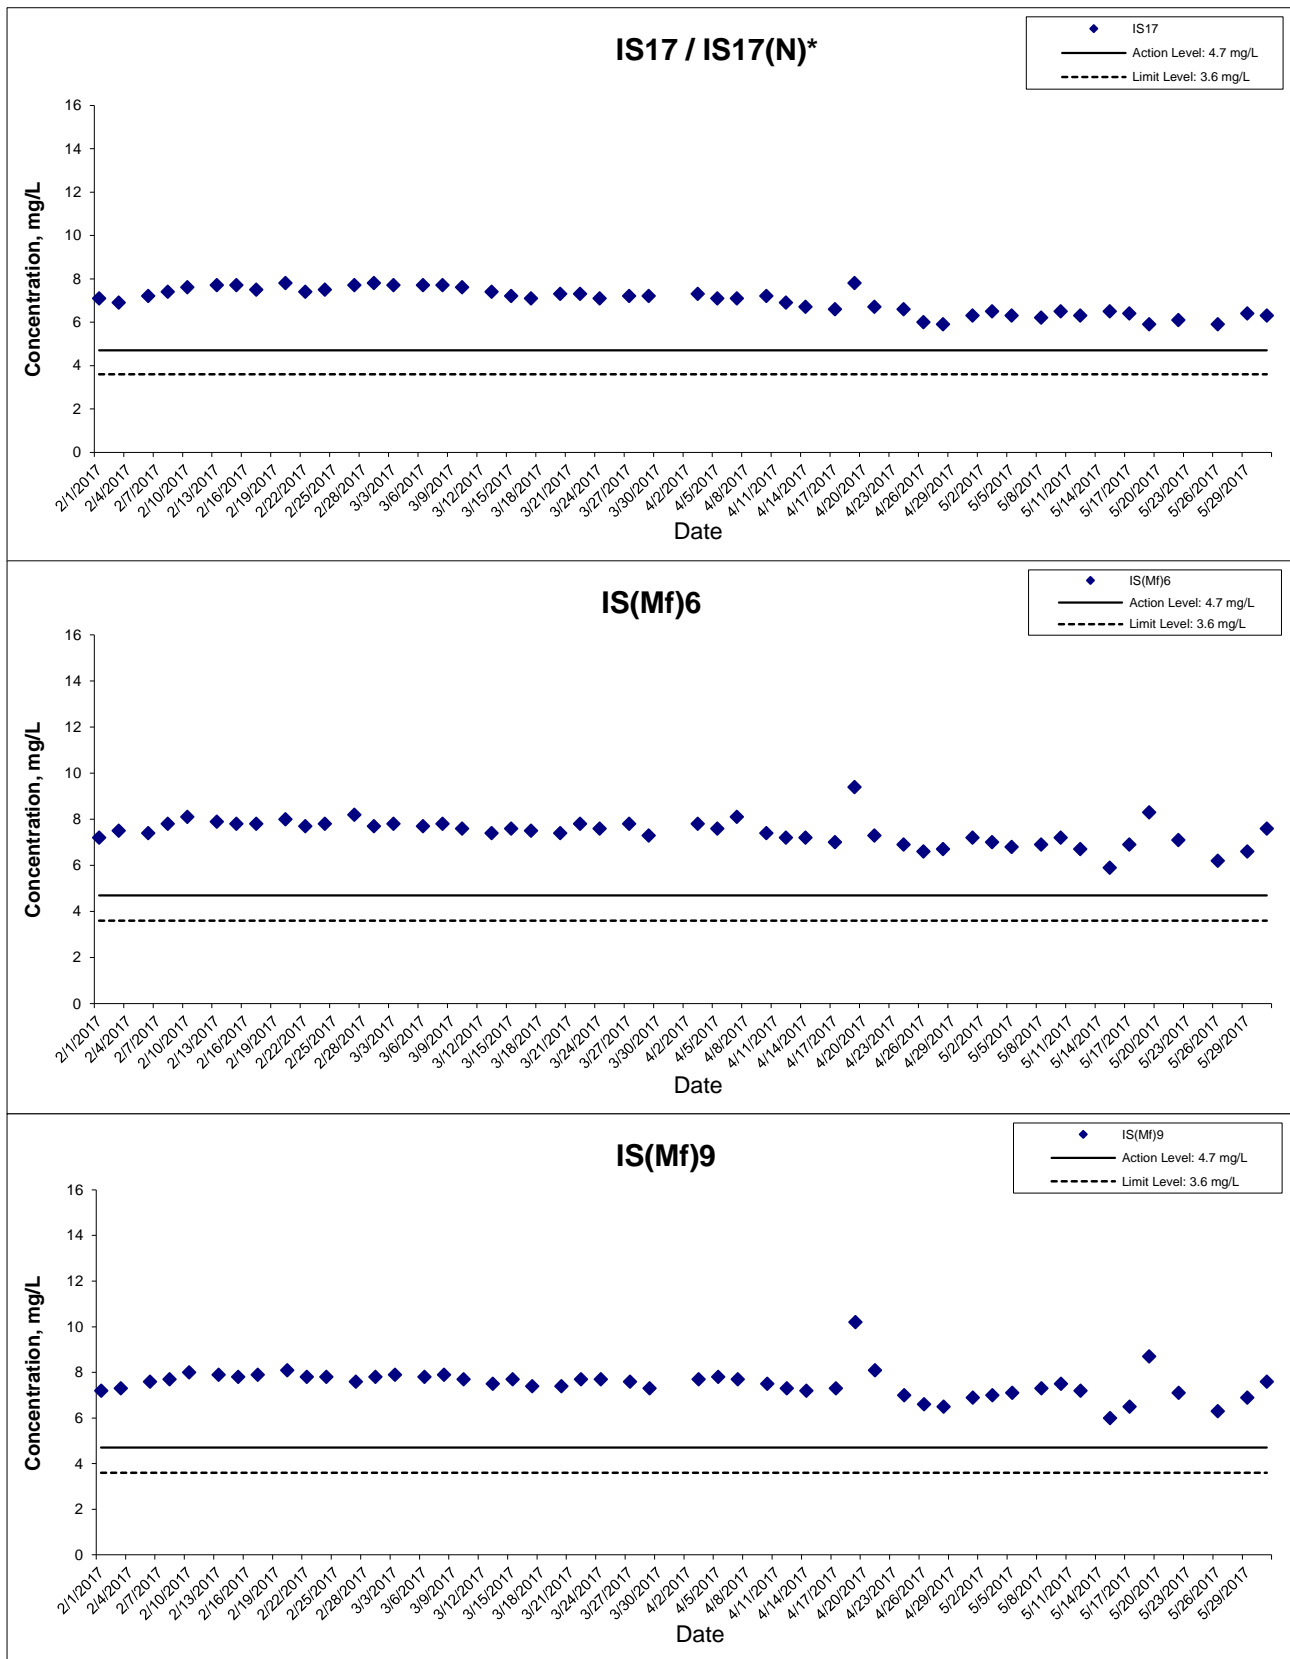 IS17 / IS17(N)*
IS17
Action Level: 4.7 mg/L
Limit Level: 3.6 mg/L
Concentration, mg/L
16
14
12
10
8
6
4
2
0
2/1/2017 2/4/2017 2/7/2017 2/10/2017 2/13/2017 2/16/2017 2/19/2017 2/22/2017 2/25/2017 2/28/2017 3/3/2017 3/6/2017 3/9/2017 3/12/2017 3/15/2017 3/18/2017 3/21/2017 3/24/2017 3/27/2017 3/30/2017 4/2/2017 4/5/2017 4/8/2017 4/11/2017 4/14/2017 4/17/2017 4/20/2017 4/23/2017 4/26/2017 4/29/2017 5/2/2017 5/5/2017 5/8/2017 5/11/2017 5/14/2017 5/17/2017 5/20/2017 5/23/2017 5/26/2017 5/29/2017
Date
IS(Mf)6
IS(Mf)6
Action Level: 4.7 mg/L
Limit Level: 3.6 mg/L
Concentration, mg/L
16
14
12
10
8
6
4
2
0
2/1/2017 2/4/2017 2/7/2017 2/10/2017 2/13/2017 2/16/2017 2/19/2017 2/22/2017 2/25/2017 2/28/2017 3/3/2017 3/6/2017 3/9/2017 3/12/2017 3/15/2017 3/18/2017 3/21/2017 3/24/2017 3/27/2017 3/30/2017 4/2/2017 4/5/2017 4/8/2017 4/11/2017 4/14/2017 4/17/2017 4/20/2017 4/23/2017 4/26/2017 4/29/2017 5/2/2017 5/5/2017 5/8/2017 5/11/2017 5/14/2017 5/17/2017 5/20/2017 5/23/2017 5/26/2017 5/29/2017
Date
IS(Mf)9
IS(Mf)9
Action Level: 4.7 mg/L
Limit Level: 3.6 mg/L
Concentration, mg/L
16
14
12
10
8
6
4
2
0
2/1/2017 2/4/2017 2/7/2017 2/10/2017 2/13/2017 2/16/2017 2/19/2017 2/22/2017 2/25/2017 2/28/2017 3/3/2017 3/6/2017 3/9/2017 3/12/2017 3/15/2017 3/18/2017 3/21/2017 3/24/2017 3/27/2017 3/30/2017 4/2/2017 4/5/2017 4/8/2017 4/11/2017 4/14/2017 4/17/2017 4/20/2017 4/23/2017 4/26/2017 4/29/2017 5/2/2017 5/5/2017 5/8/2017 5/11/2017 5/14/2017 5/17/2017 5/20/2017 5/23/2017 5/26/2017 5/29/2017
Date